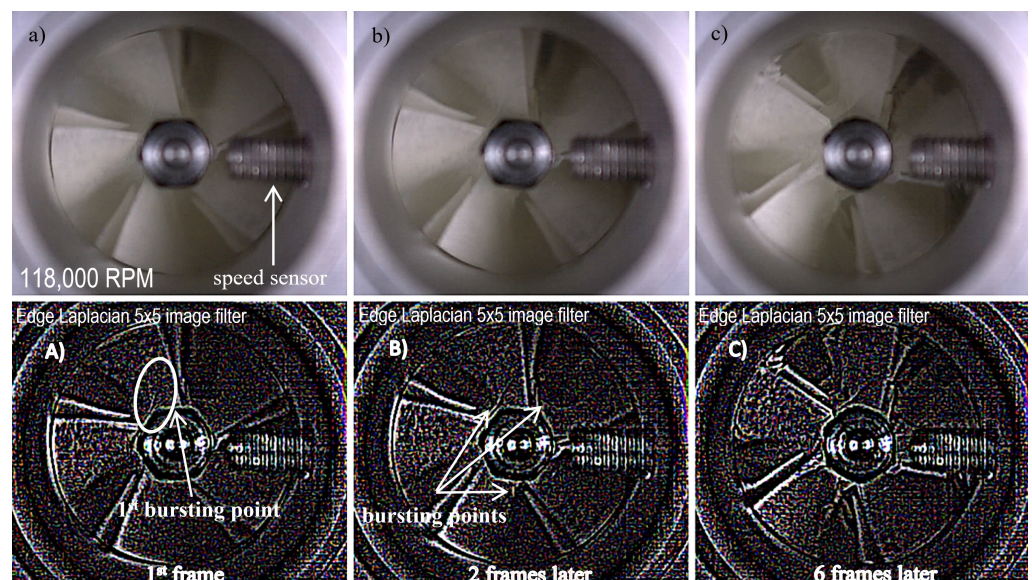 a)
b)
c)
118,000 RPM
speed sensor
Edge Laplacian 5x5 image filter
Edge Laplacian 5x5 image filter
Edge Laplacian 5x5 image filter
A)
B)
C)
1st bursting point
bursting points
1st frame
2 frames later
6 frames later